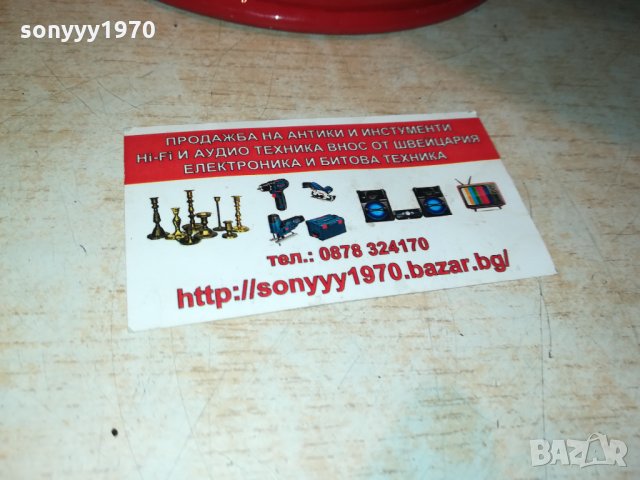 sonyyy1970
ПРОДАЖБА НА АНТИКИ И ИНСТУМЕНТИ
Hi-Fi И АУДИО ТЕХНИКА ВНОС ОТ ШВЕЙЦАРИЯ
ЕЛЕКТРОНИКА И БИТОВА ТЕХНИКА
тел.: 0878 324170
http://sonyyy1970.bazar.bg/
sonyyy1970
BAZAR